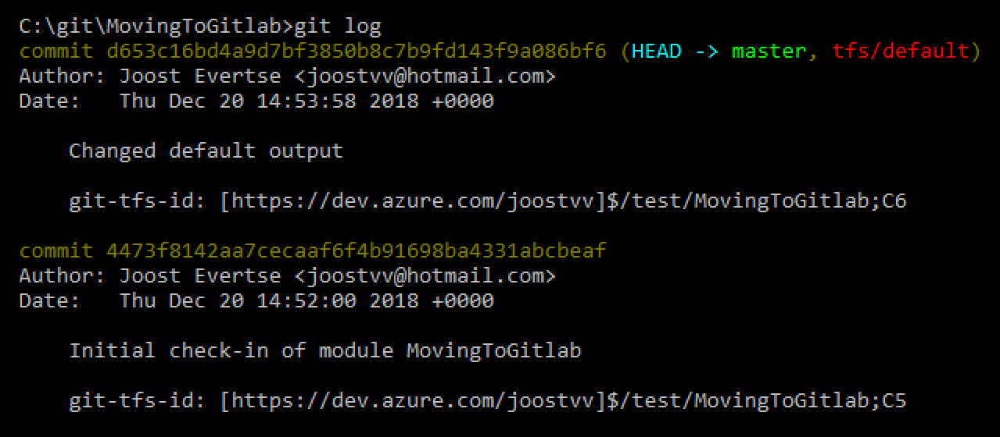 C:\git\MovingToGitlab>git log
commit d653c16bd4a9d7bf3850b8c7b9fd143f9a086bf6 (HEAD -> master, tfs/default)
Author: Joost Evertse <joostvv@hotmail.com>
Date:   Thu Dec 20 14:53:58 2018 +0000
Changed default output
git-tfs-id: [https://dev.azure.com/joostvv]$/test/MovingToGitlab;C6
commit 4473f8142aa7cecaaf6f4b91698ba4331abcbeaf
Author: Joost Evertse <joostvv@hotmail.com>
Date:   Thu Dec 20 14:52:00 2018 +0000
Initial check-in of module MovingToGitlab
git-tfs-id: [https://dev.azure.com/joostvv]$/test/MovingToGitlab;C5